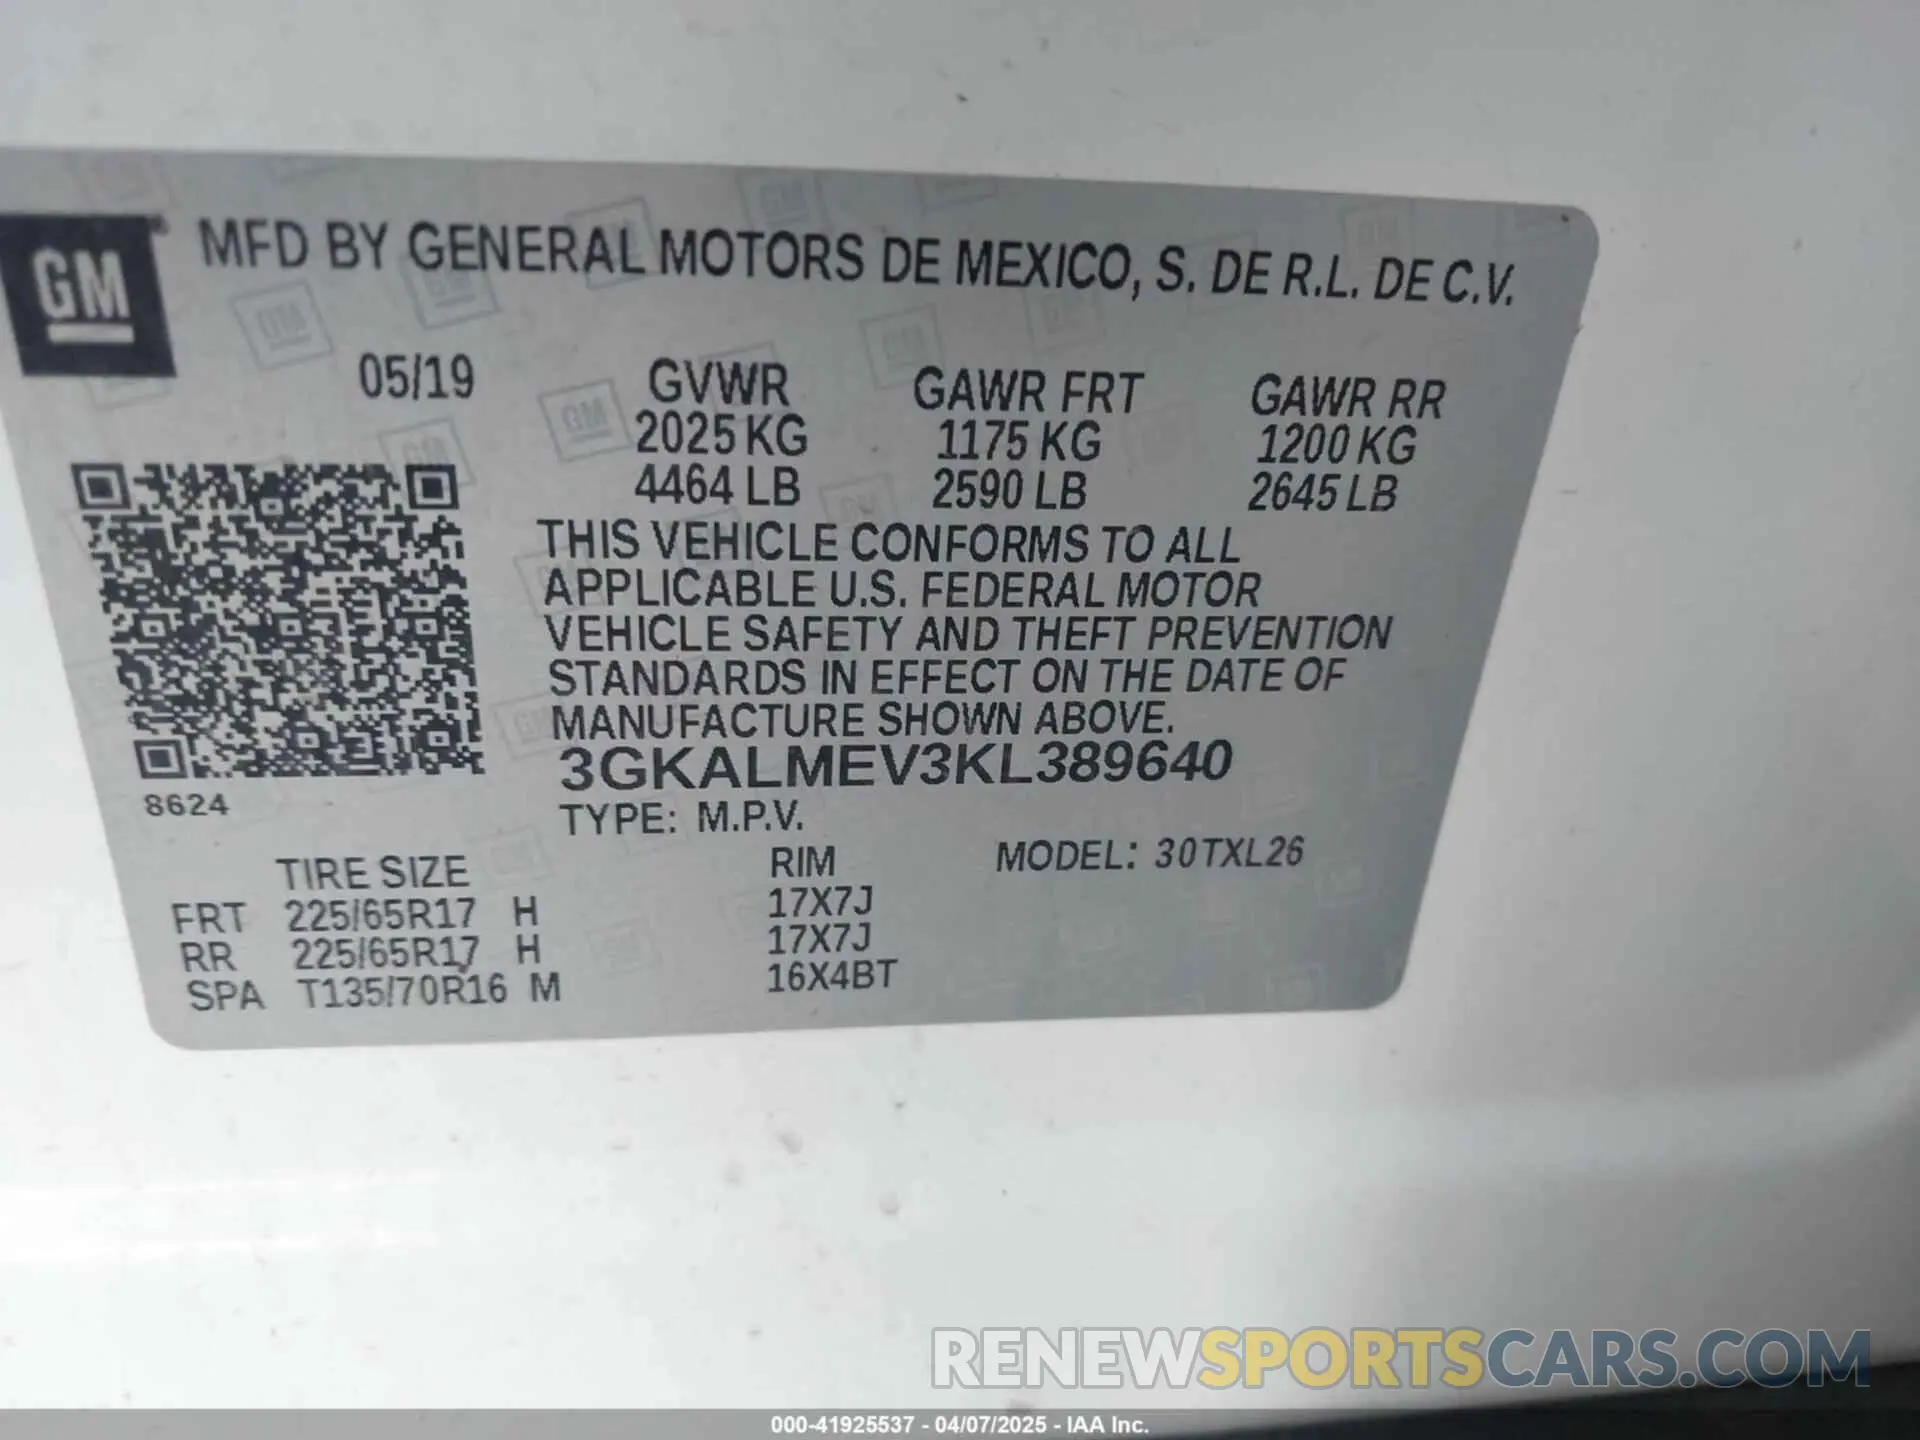 GM MFD BY GENERAL MOTORS DE MEXICO, S. DE R.L. DE C.V.
05/19 GVWR GAWR FRT GAWR RR
2025 KG 1175 KG 1200 KG
4464 LB 2590 LB 2645 LB
THIS VEHICLE CONFORMS TO ALL
APPLICABLE U.S. FEDERAL MOTOR
VEHICLE SAFETY AND THEFT PREVENTION
STANDARDS IN EFFECT ON THE DATE OF
MANUFACTURE SHOWN ABOVE.
3GKALMEV3KL389640
8624 TYPE: M.P.V.
TIRE SIZE RIM MODEL: 30TXL26
FRT 225/65R17 H 17X7J
RR 225/65R17 H 17X7J
SPA T135/70R16 M 16X4BT
RENEWSPORTSCARS.COM
000-41925537 - 04/07/2025 - IAA Inc.